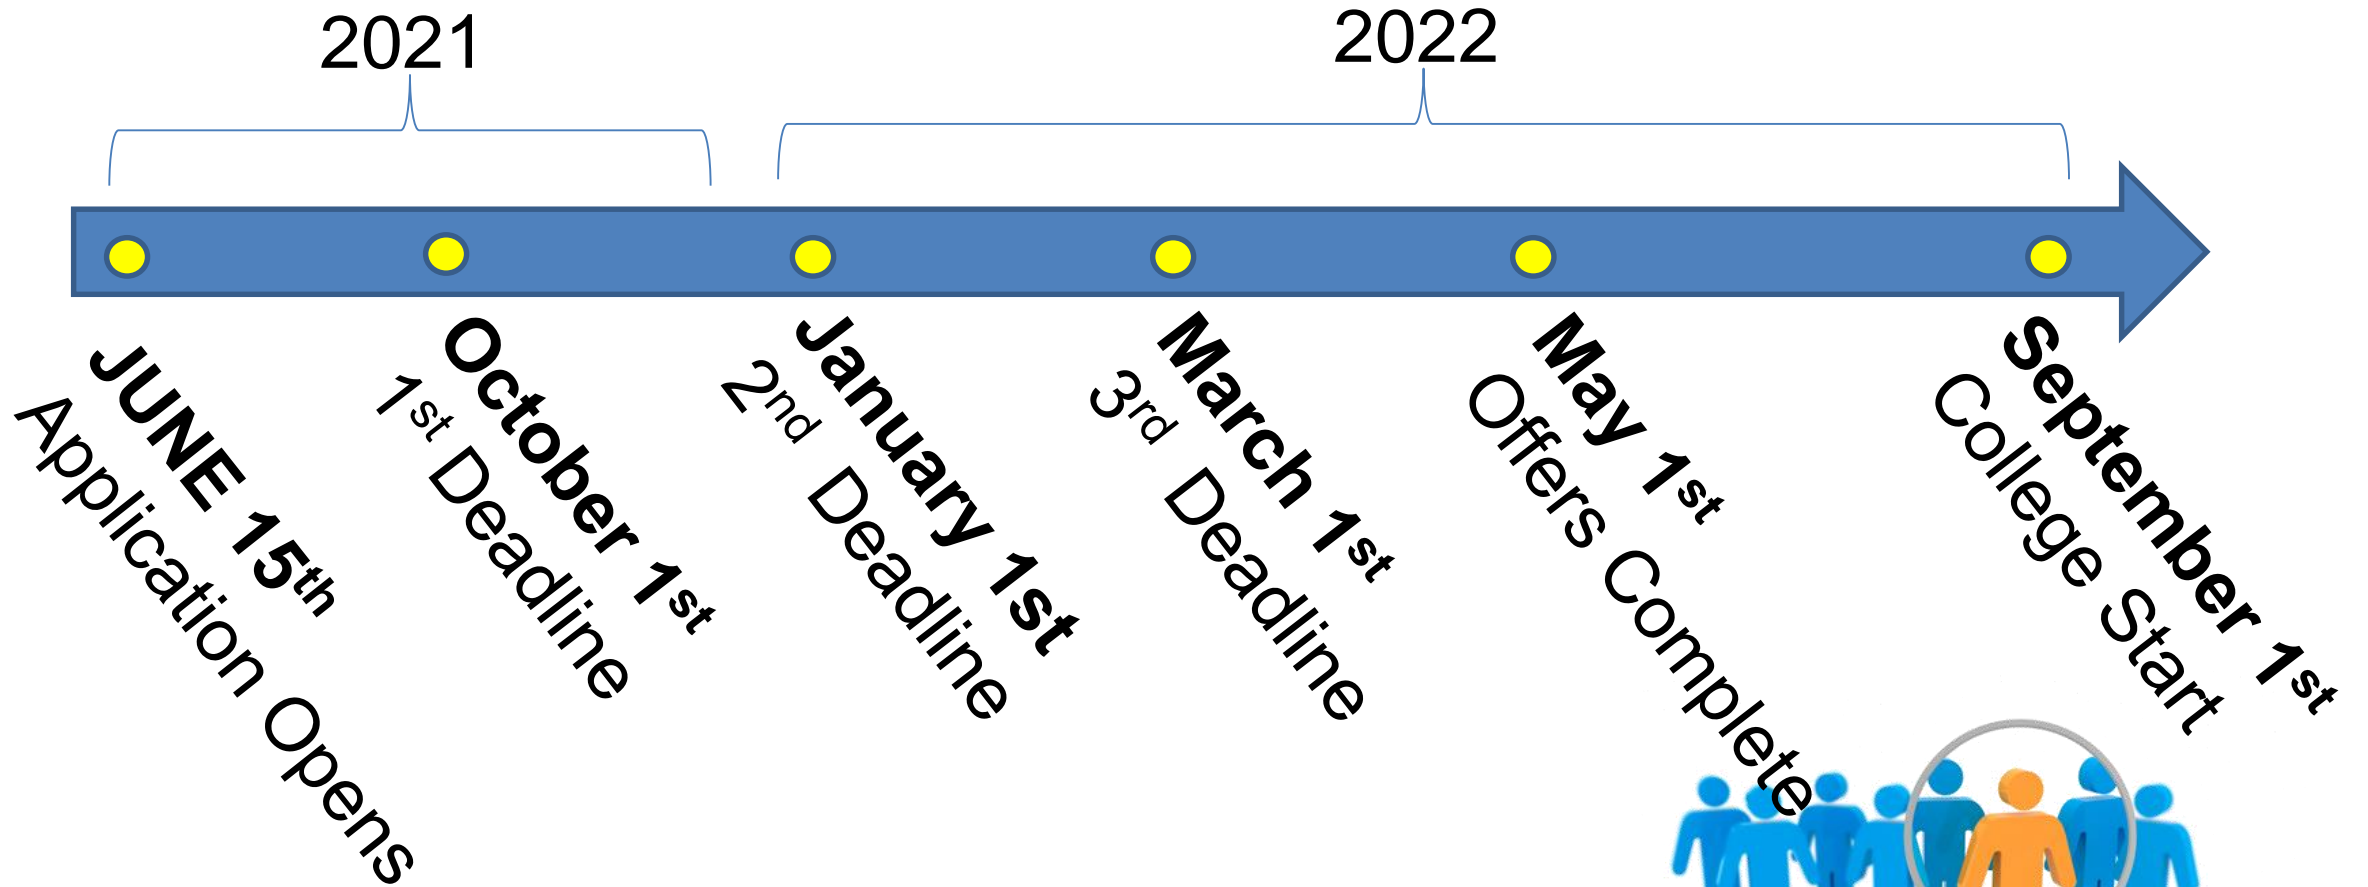 2021
2022
JUNE 15th
Application Opens
October 1st
1st Deadline
January 1st
2nd Deadline
March 1st
3rd Deadline
May 1st
Offers Complete
September 1st
College Start